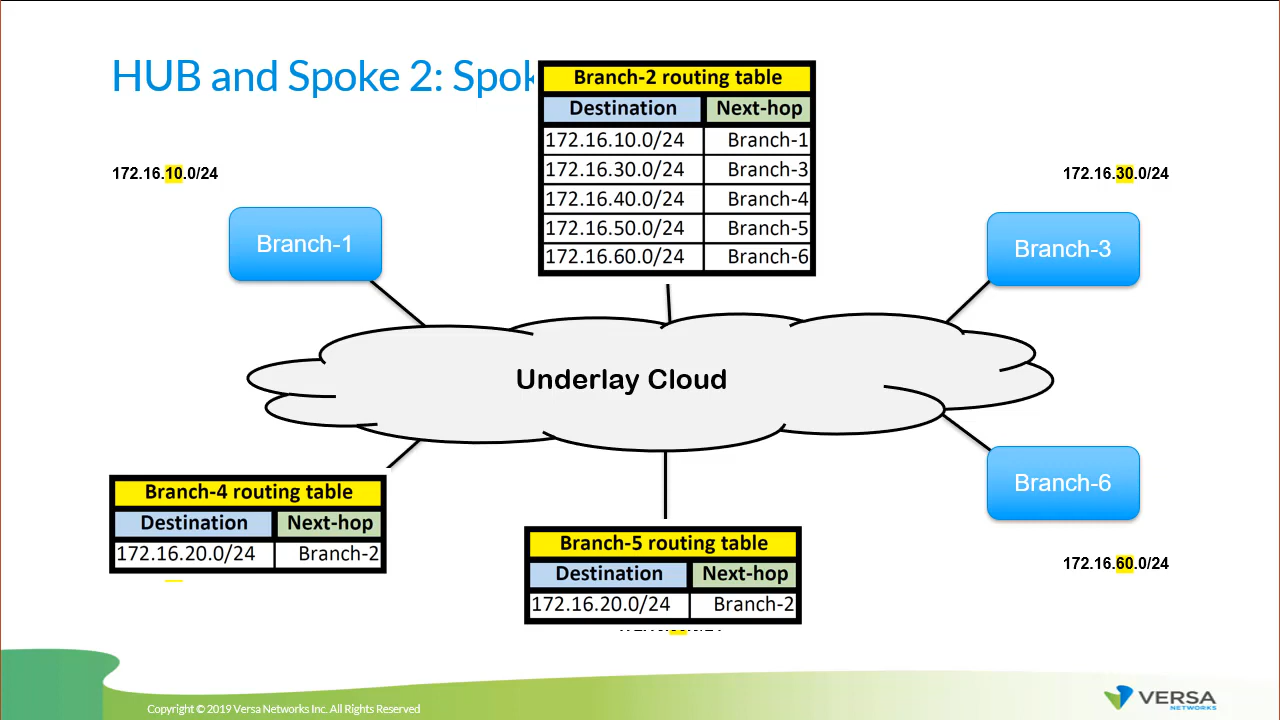 HUB and Spoke 2:
Branch-2 routing table
Destination Next-hop
172.16.10.0/24 Branch-1
172.16.30.0/24 Branch-3
172.16.40.0/24 Branch-4
172.16.50.0/24 Branch-5
172.16.60.0/24 Branch-6
172.16.10.0/24
172.16.30.0/24
Branch-1
Branch-3
Underlay Cloud
Branch-4 routing table
Destination Next-hop
172.16.20.0/24 Branch-2
Branch-5 routing table
Destination Next-hop
172.16.20.0/24 Branch-2
Branch-6
172.16.60.0/24
Copyright © 2019 Versa Networks Inc. All Rights Reserved
VERSA
NETWORKS